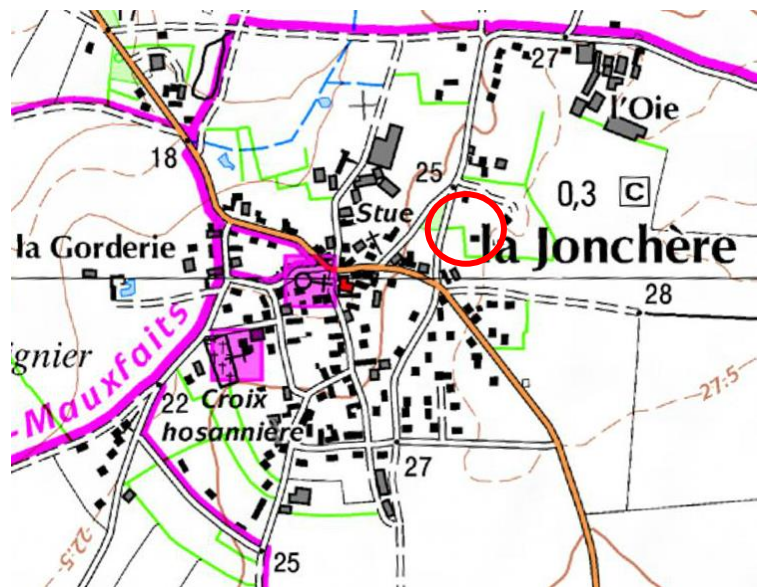 27
l'Oie
18
25
0,3
C
Stue
la Gorderie
la Jonchère
28
ignier
-Mauxfaits
22
Croix
hosannière
27,5
27
22,5
25